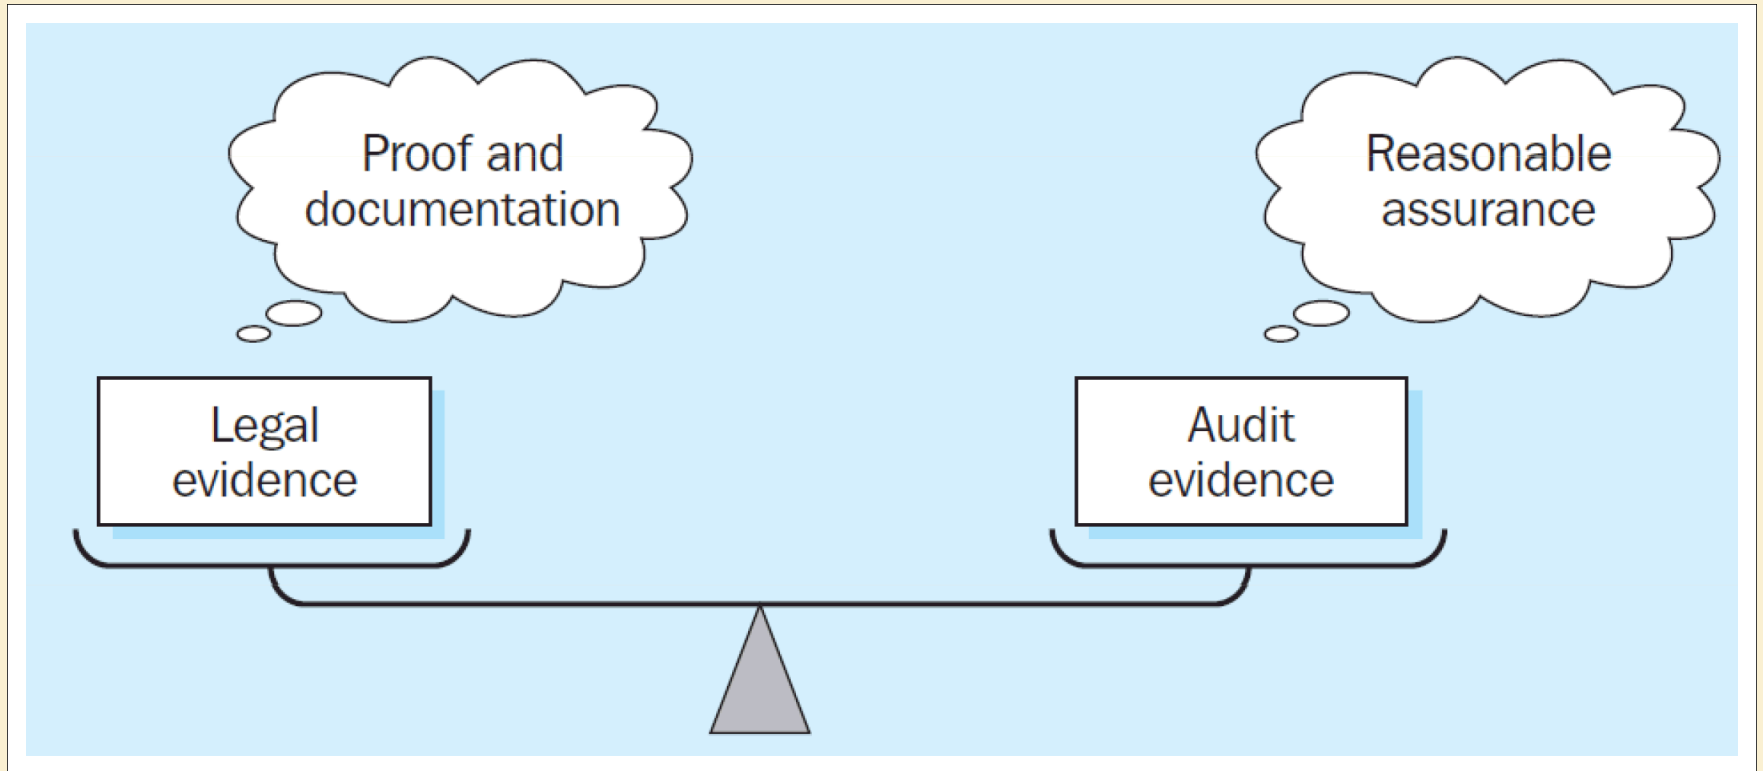 Proof and
documentation
Reasonable
assurance
Legal
evidence
Audit
evidence